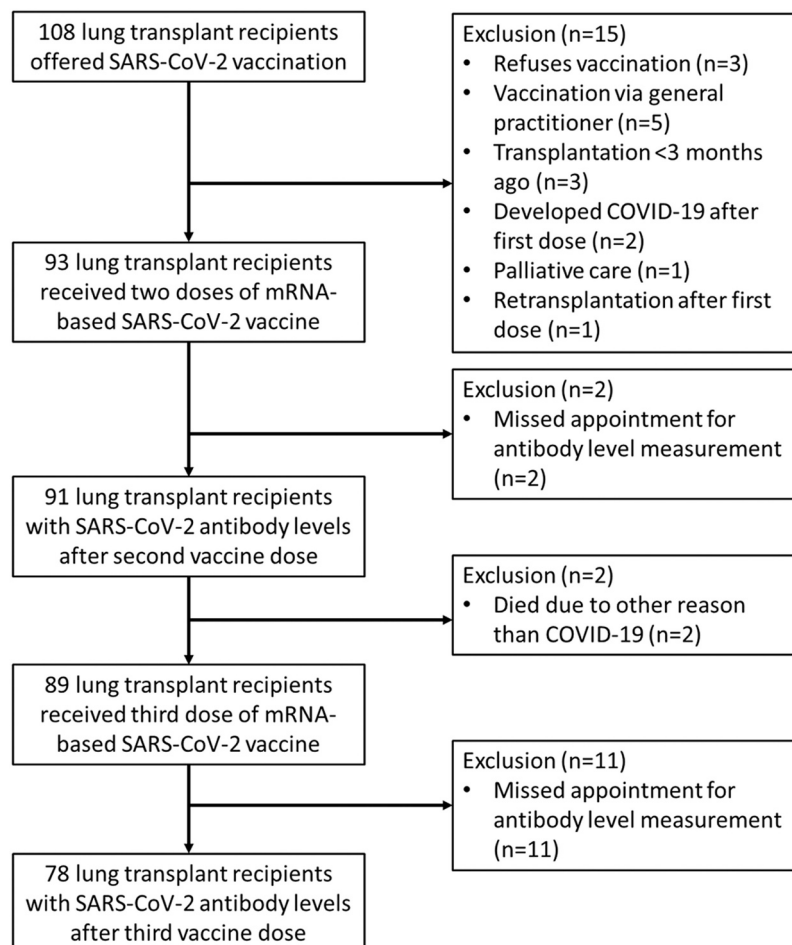 108 lung transplant recipients
offered SARS-CoV-2 vaccination
Exclusion (n=15)
• Refuses vaccination (n=3)
• Vaccination via general
practitioner (n=5)
• Transplantation <3 months
ago (n=3)
• Developed COVID-19 after
first dose (n=2)
• Palliative care (n=1)
• Retransplantation after first
dose (n=1)
93 lung transplant recipients
received two doses of mRNA-
based SARS-CoV-2 vaccine
Exclusion (n=2)
• Missed appointment for
antibody level measurement
(n=2)
91 lung transplant recipients
with SARS-CoV-2 antibody levels
after second vaccine dose
Exclusion (n=2)
• Died due to other reason
than COVID-19 (n=2)
89 lung transplant recipients
received third dose of mRNA-
based SARS-CoV-2 vaccine
Exclusion (n=11)
• Missed appointment for
antibody level measurement
(n=11)
78 lung transplant recipients
with SARS-CoV-2 antibody levels
after third vaccine dose